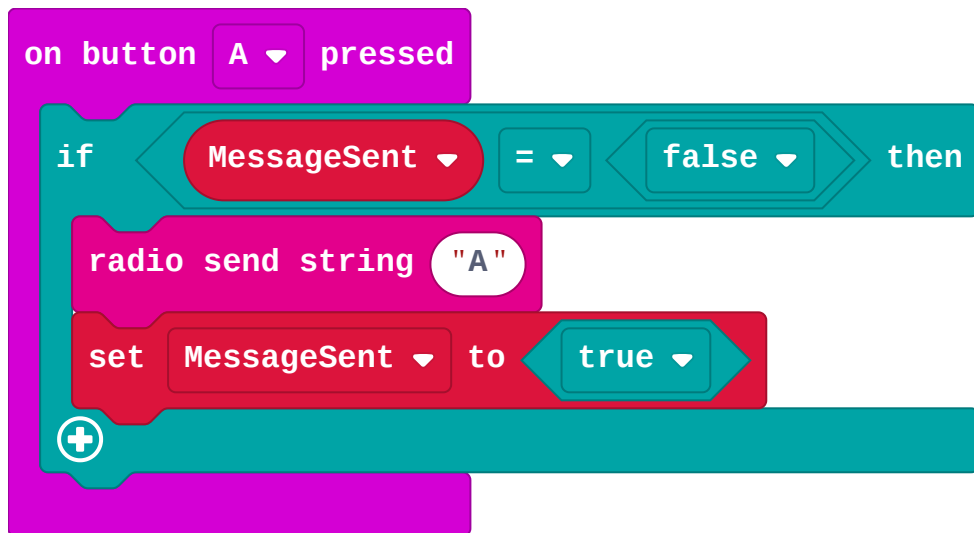 on button A pressed
if MessageSent = false then
radio send string "A"
set MessageSent to true